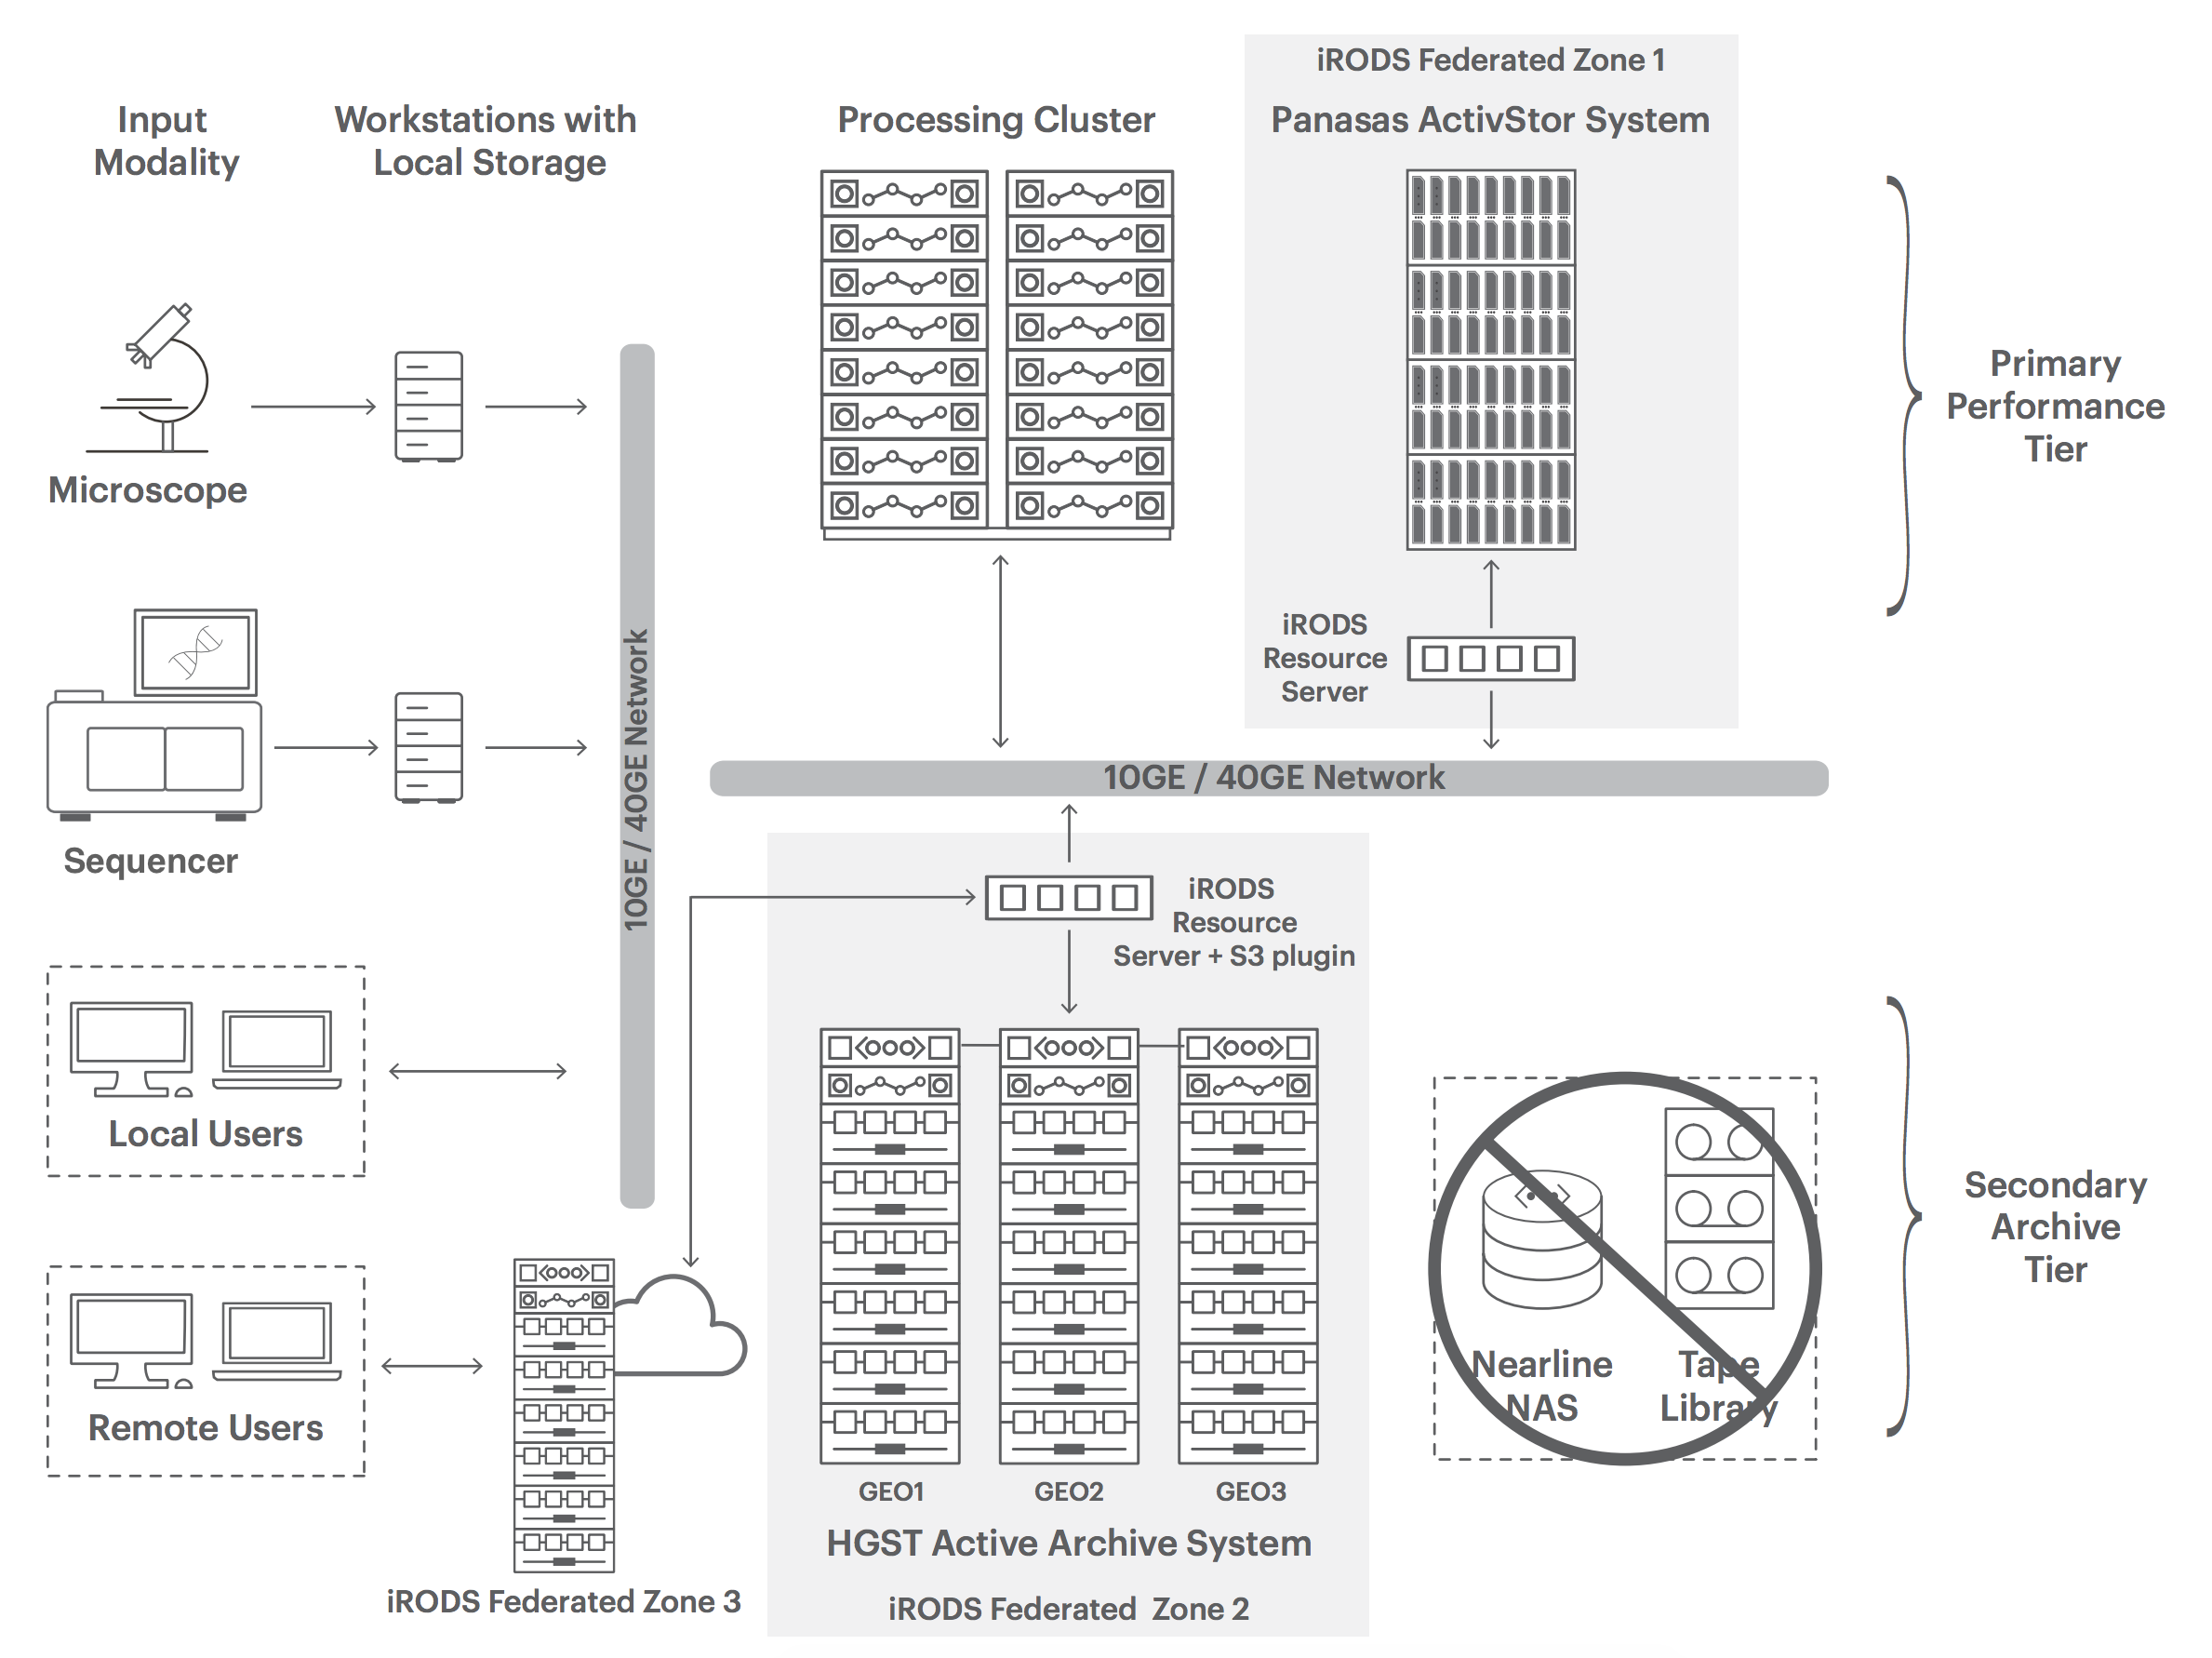 Input
Modality
Workstations with
Local Storage
Processing Cluster
iRODS Federated Zone 1
Panasas ActivStor System
Microscope
Sequencer
10GE / 40GE Network
iRODS
Resource
Server
Primary
Performance
Tier
10GE / 40GE Network
iRODS
Resource
Server + S3 plugin
Local Users
Remote Users
iRODS Federated Zone 3
GEO1
GEO2
GEO3
HGST Active Archive System
iRODS Federated Zone 2
Nearline
NAS
Tape
Library
Secondary
Archive
Tier